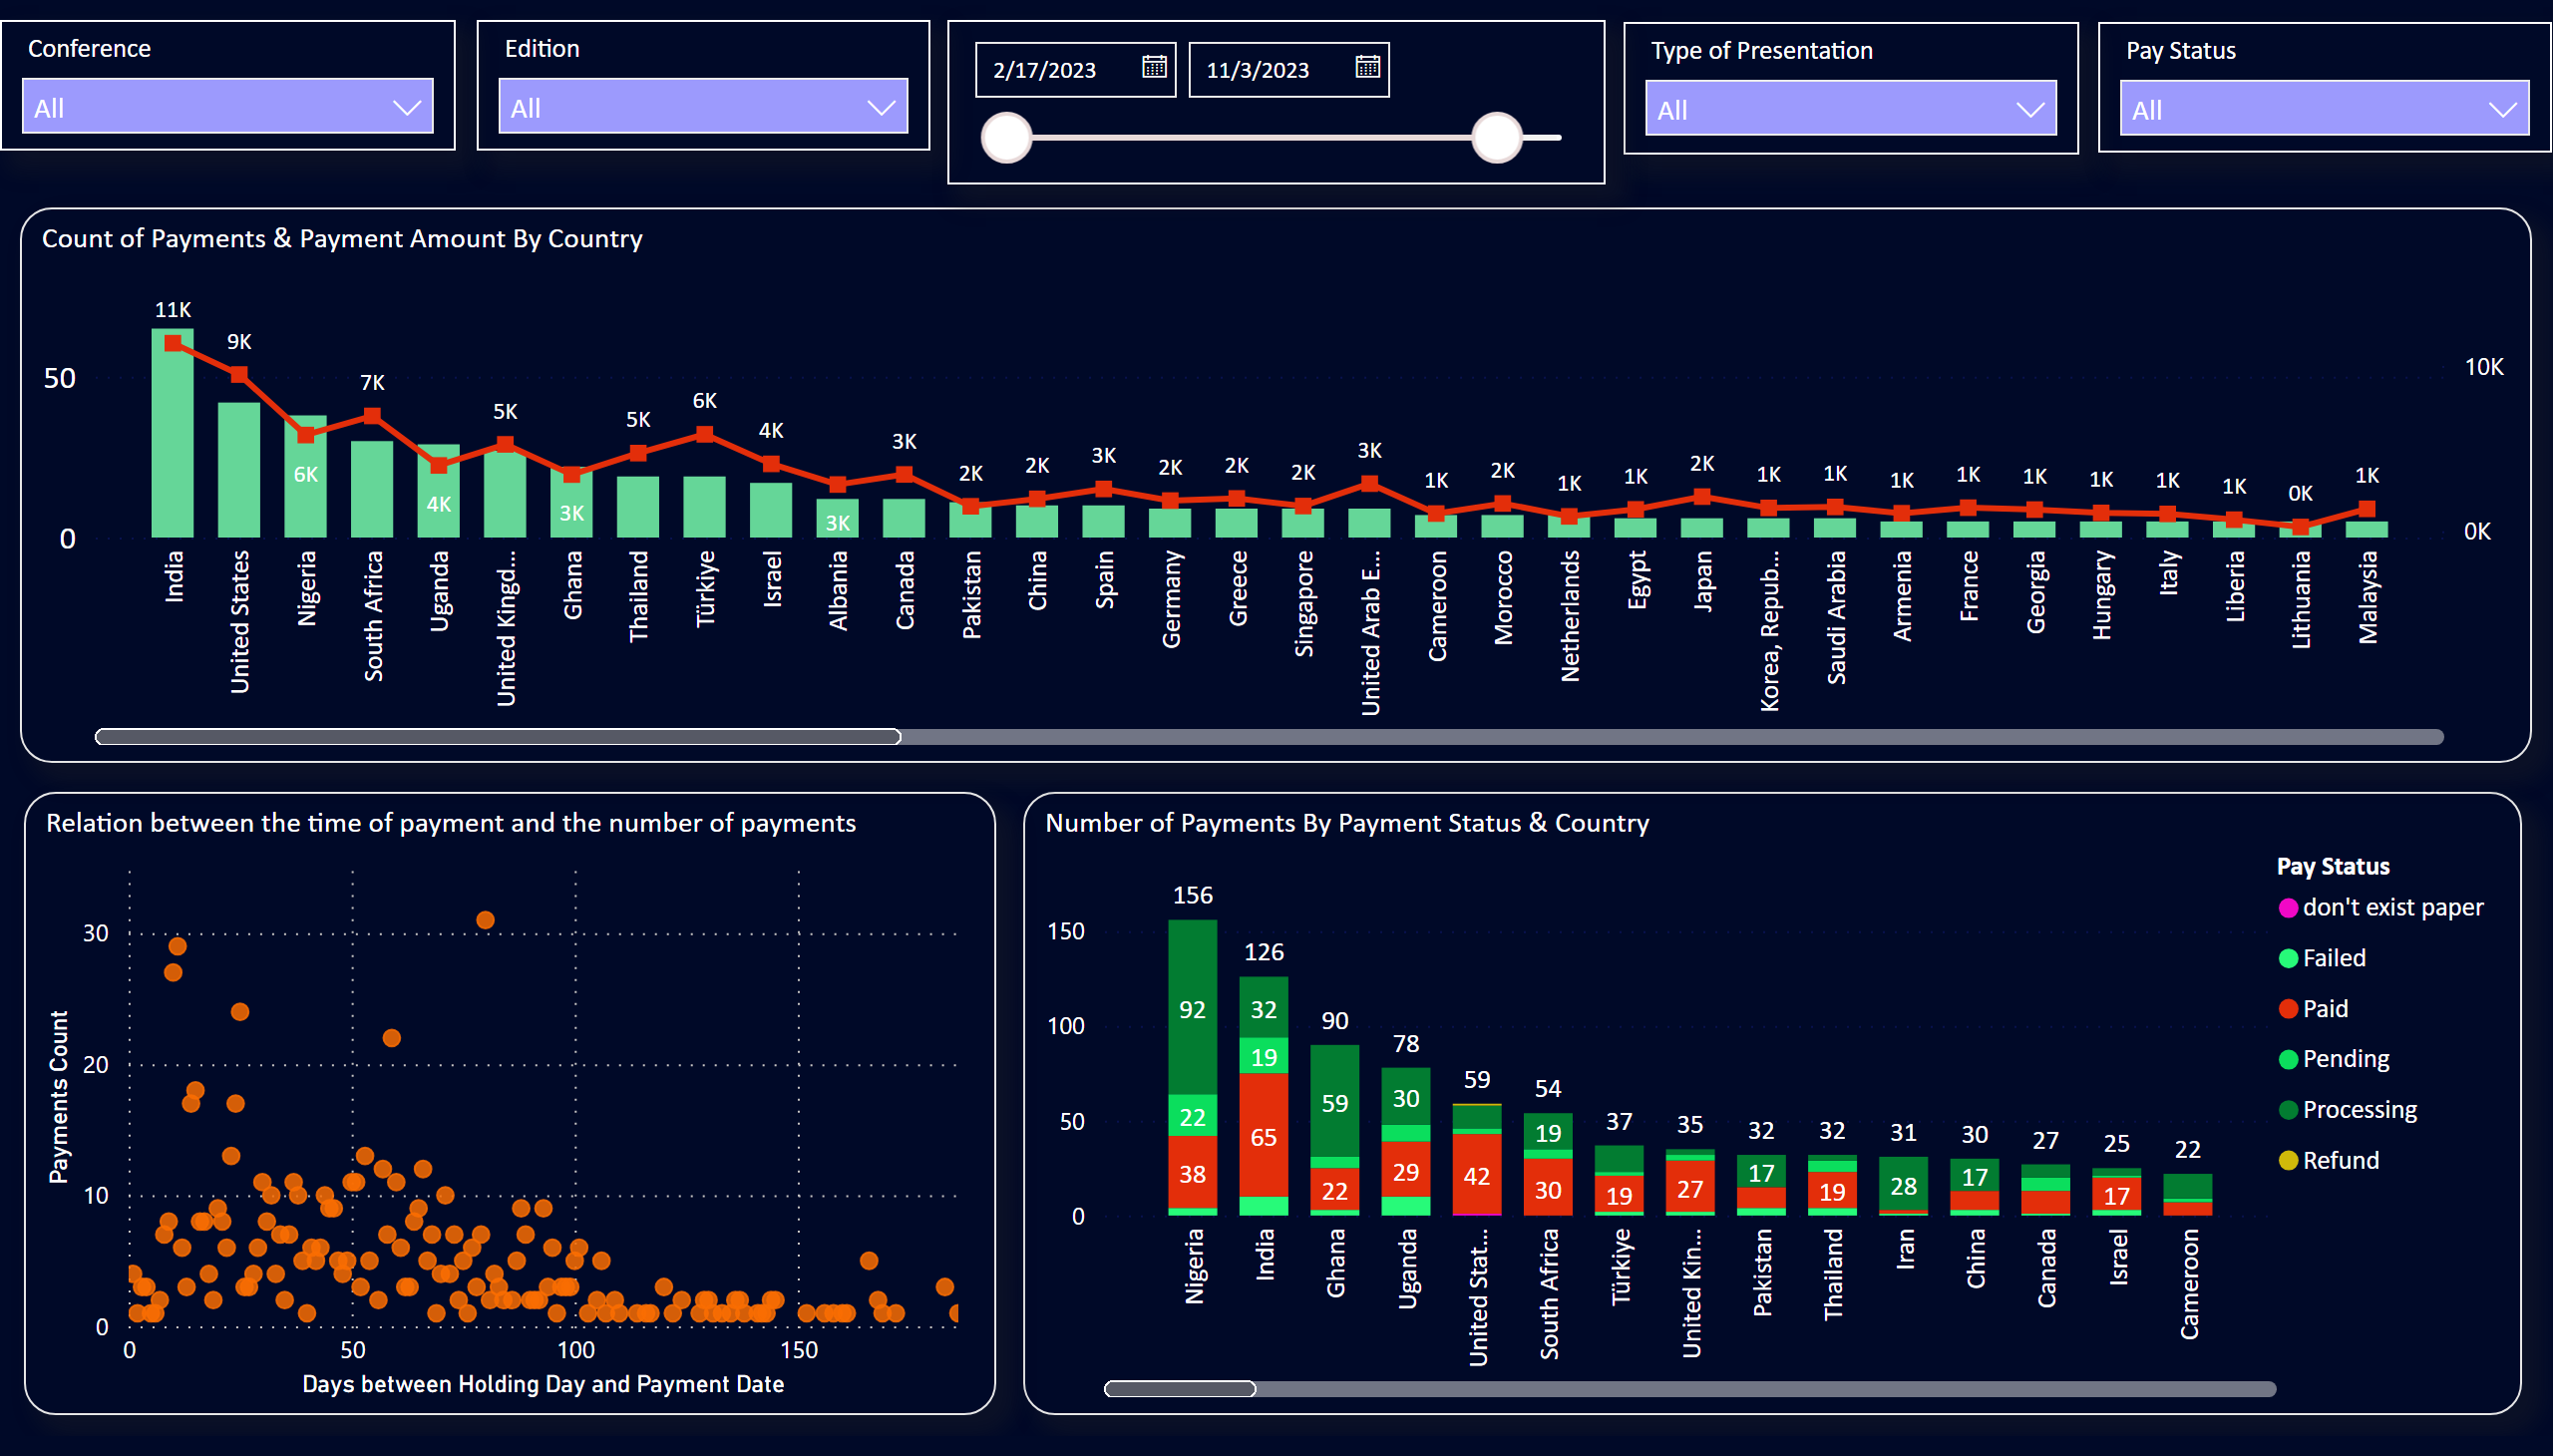 Conference
All
Edition
All
2/17/2023
11/3/2023
Type of Presentation
All
Pay Status
All
Count of Payments & Payment Amount By Country
50
0
10K
0K
11K
9K
6K
7K
4K
5K
3K
5K
6K
4K
3K
3K
2K
2K
3K
2K
2K
2K
3K
1K
2K
1K
1K
2K
1K
1K
1K
1K
1K
1K
1K
1K
0K
1K
India
United States
Nigeria
South Africa
Uganda
United Kingd...
Ghana
Thailand
Türkiye
Israel
Albania
Canada
Pakistan
China
Spain
Germany
Greece
Singapore
United Arab E...
Cameroon
Morocco
Netherlands
Egypt
Japan
Korea, Repub...
Saudi Arabia
Armenia
France
Georgia
Hungary
Italy
Liberia
Lithuania
Malaysia
Relation between the time of payment and the number of payments
Payments Count
30
20
10
0
0
50
100
150
Days between Holding Day and Payment Date
Number of Payments By Payment Status & Country
150
100
50
0
156
92
22
38
126
32
19
65
90
59
22
78
30
29
59
42
54
19
30
37
19
35
27
32
17
32
19
31
28
30
17
27
25
17
22
Nigeria
India
Ghana
Uganda
United Stat...
South Africa
Türkiye
United Kin...
Pakistan
Thailand
Iran
China
Canada
Israel
Cameroon
Pay Status
don't exist paper
Failed
Paid
Pending
Processing
Refund